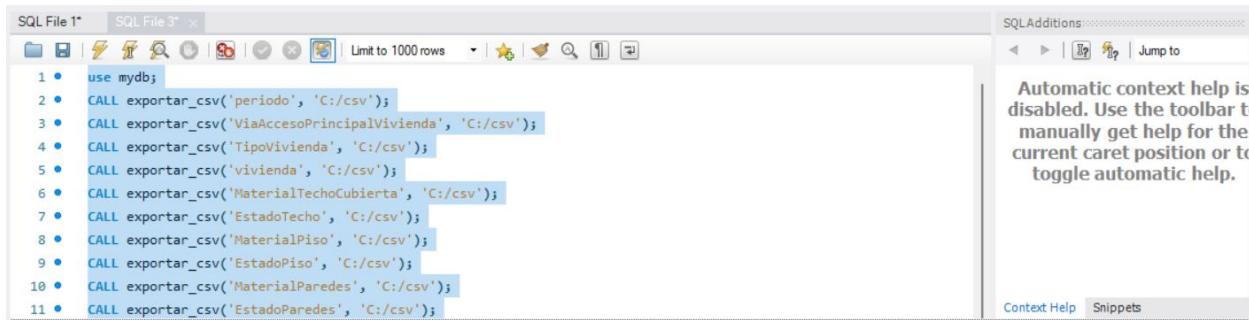 SQL File 1*
SQL File 3* ×
SQLAdditions
Limit to 1000 rows
Jump to
1 use mydb;
2 CALL exportar_csv('periodo', 'C:/csv');
3 CALL exportar_csv('ViaAccesoPrincipalVivienda', 'C:/csv');
4 CALL exportar_csv('TipoVivienda', 'C:/csv');
5 CALL exportar_csv('vivienda', 'C:/csv');
6 CALL exportar_csv('MaterialTechoCubierta', 'C:/csv');
7 CALL exportar_csv('EstadoTecho', 'C:/csv');
8 CALL exportar_csv('MaterialPiso', 'C:/csv');
9 CALL exportar_csv('EstadoPiso', 'C:/csv');
10 CALL exportar_csv('MaterialParedes', 'C:/csv');
11 CALL exportar_csv('EstadoParedes', 'C:/csv');
Automatic context help is
disabled. Use the toolbar t
manually get help for the
current caret position or to
toggle automatic help.
Context Help
Snippets